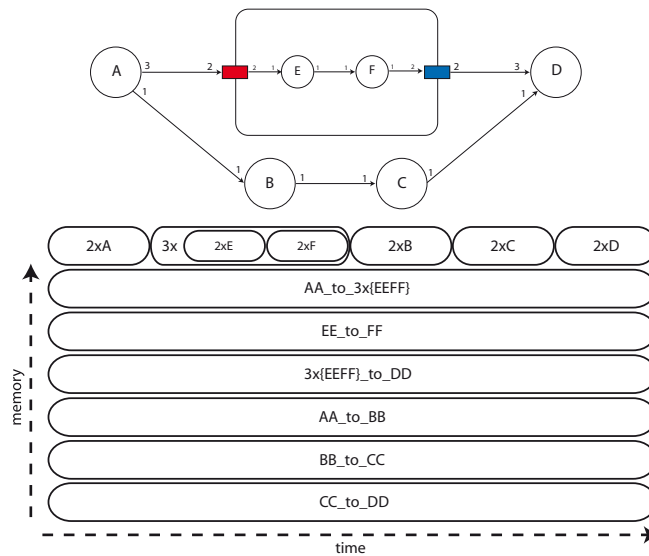 A 3 2 2 1 E 1 1 F 1 2 2 3 D
1 1
1 B 1 1 C 1
2xA 3x 2xE 2xF 2xB 2xC 2xD
AA_to_3x{EEFF}
EE_to_FF
3x{EEFF}_to_DD
AA_to_BB
BB_to_CC
CC_to_DD
memory
time